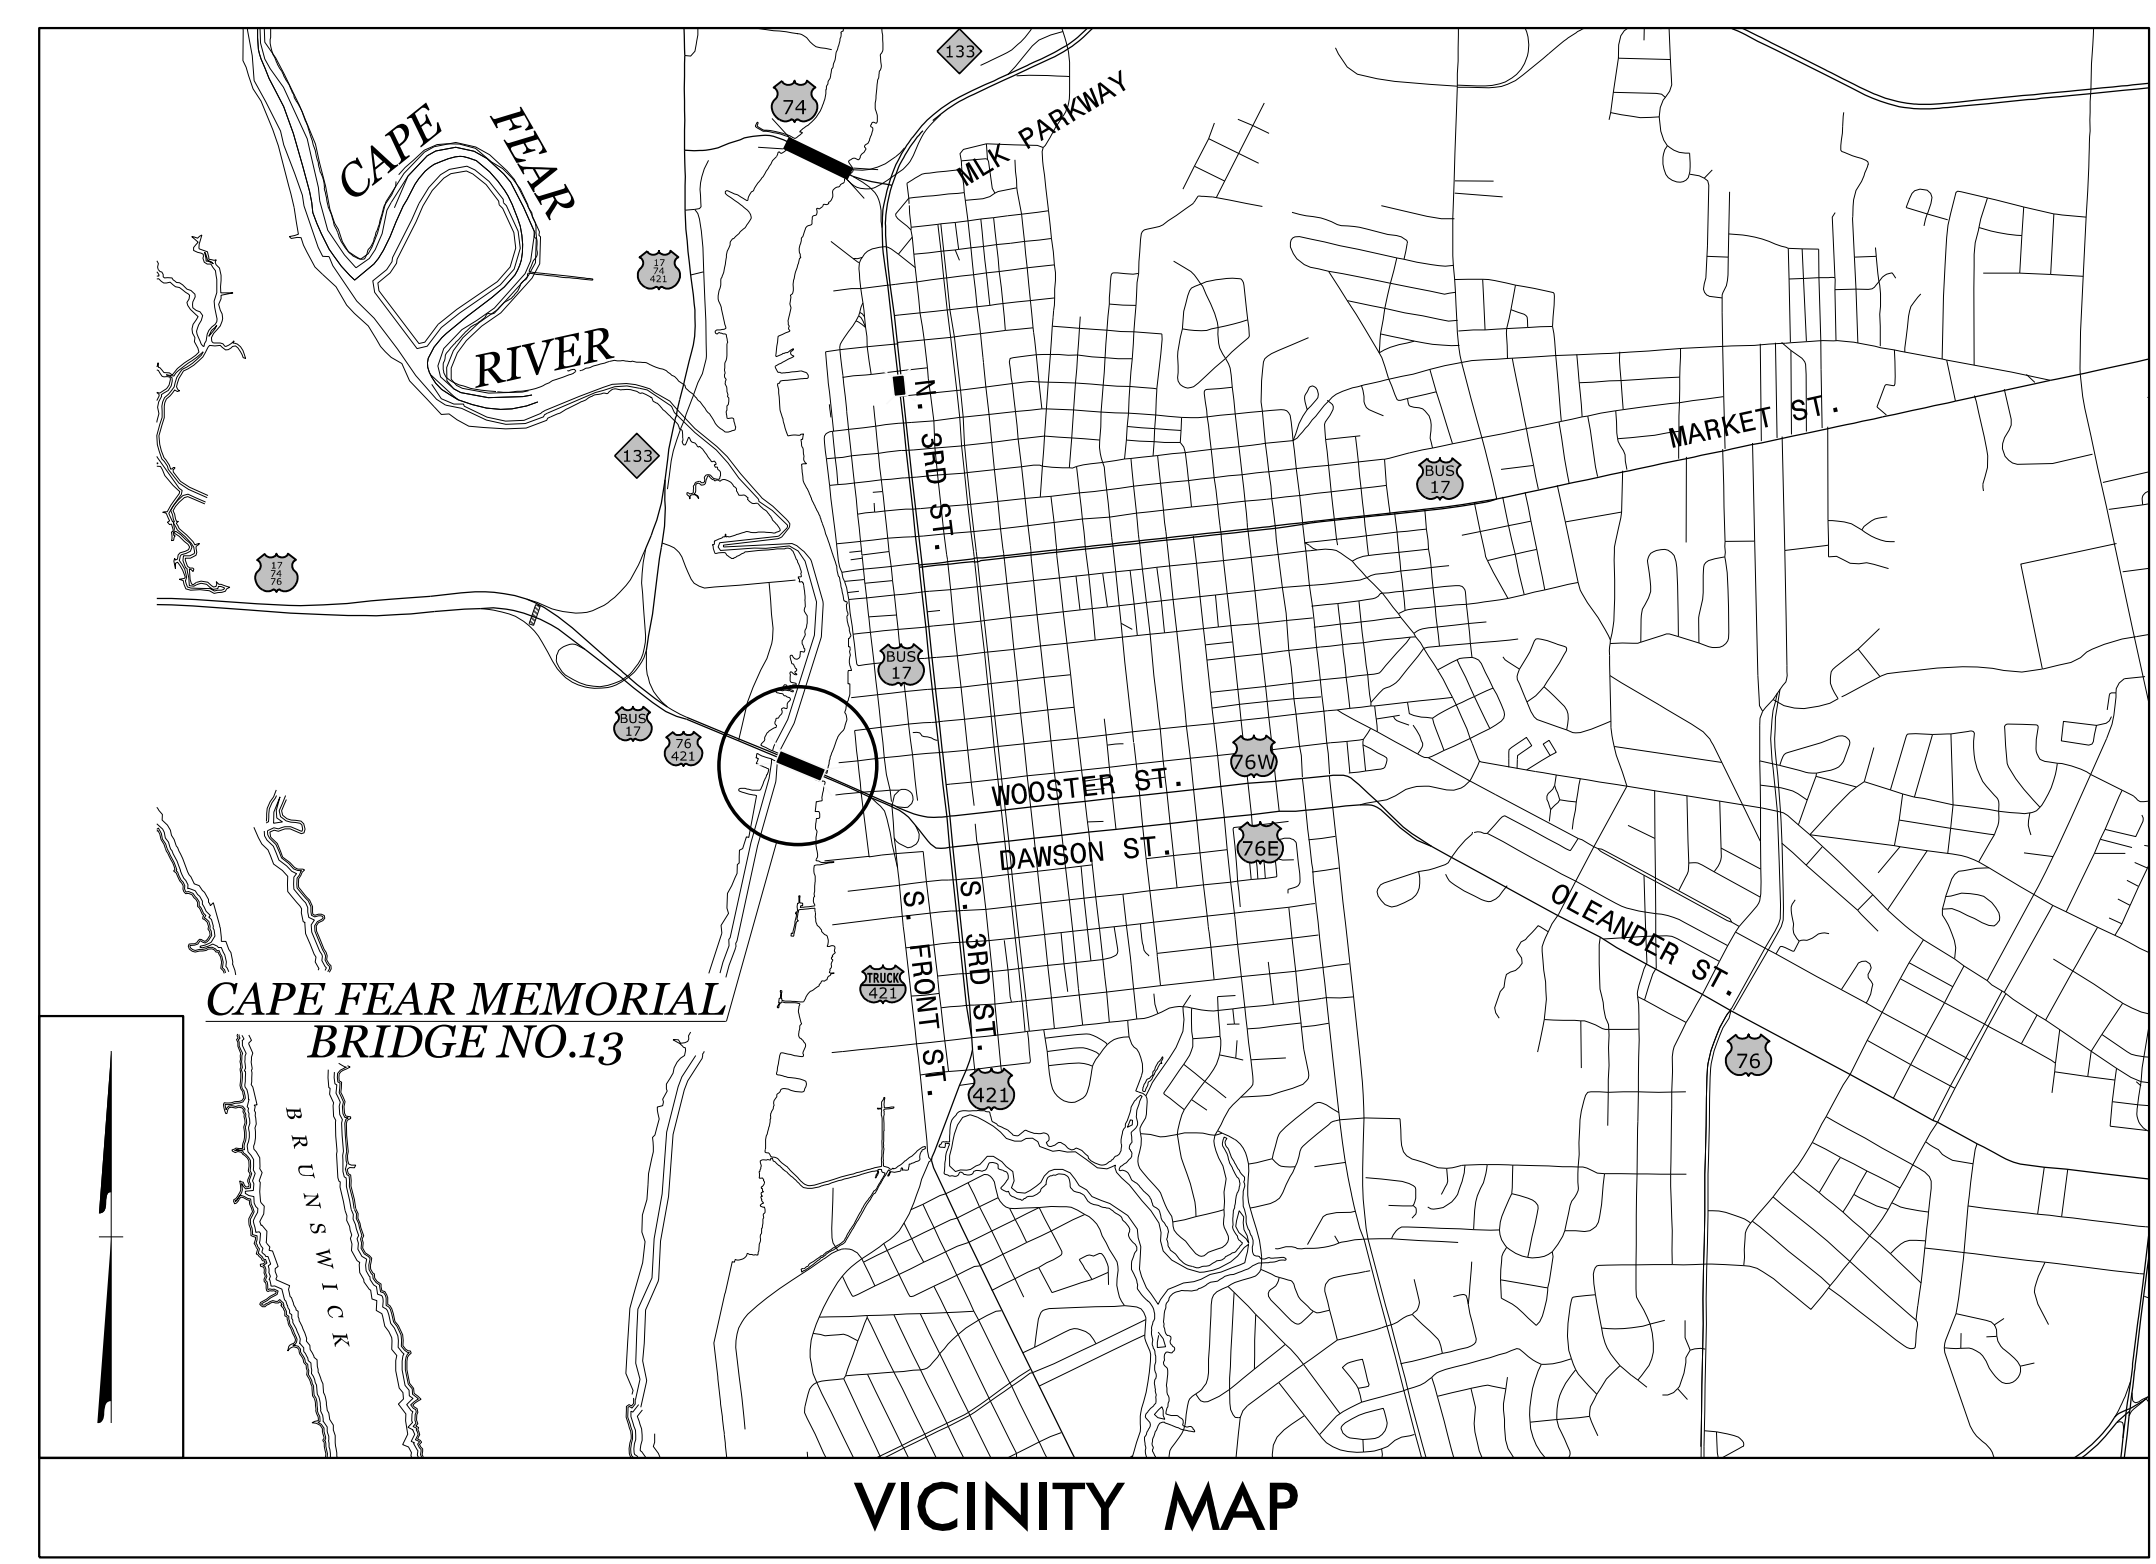 133
74
MLK PARKWAY
CAPE
FEAR
17
74
421
RIVER
N. 3RD ST.
MARKET ST.
133
BUS
17
17
74
76
BUS
17
BUS
17
76
421
76W
WOOSTER ST.
76E
DAWSON ST.
S. 3RD ST.
S. FRONT ST.
OLEANDER ST.
TRUCK
421
CAPE FEAR MEMORIAL
BRIDGE NO.13
76
421
BRUNSWICK
VICINITY MAP